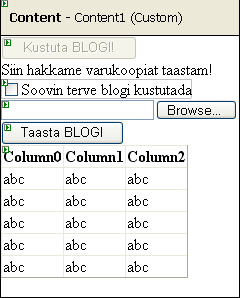 Content - Content1 (Custom)
Kustuta BLOGI!
Siin hakkame varukoopiat taastam!
Soovin terve blogi kustutada
Browse...
Taasta BLOGI
Column0 Column1 Column2
abc abc abc
abc abc abc
abc abc abc
abc abc abc
abc abc abc